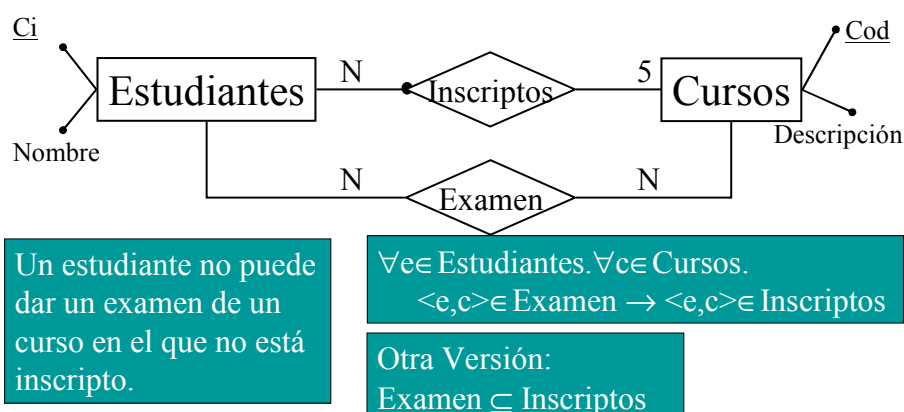 Ci
Cod
N
5
Estudiantes
Inscriptos
Cursos
Nombre
Descripción
N
N
Examen
Un estudiante no puede
dar un examen de un
curso en el que no está
inscripto.
∀e∈Estudiantes.∀c∈Cursos.
<e,c>∈Examen → <e,c>∈Inscriptos
Otra Versión:
Examen ⊆ Inscriptos